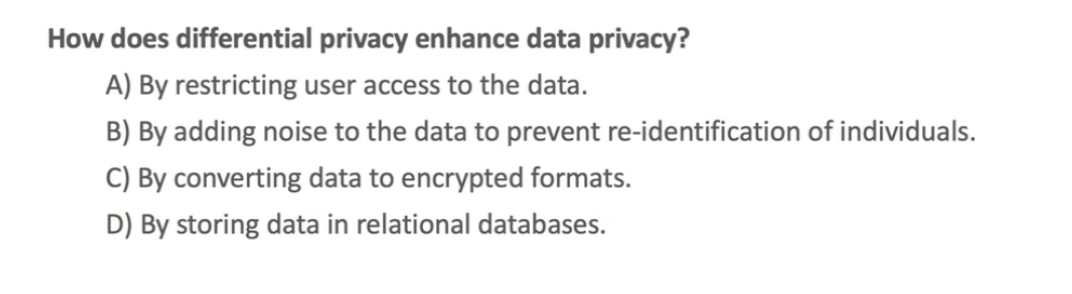 How does differential privacy enhance data privacy?
A) By restricting user access to the data.
B) By adding noise to the data to prevent re-identification of individuals.
C) By converting data to encrypted formats.
D) By storing data in relational databases.